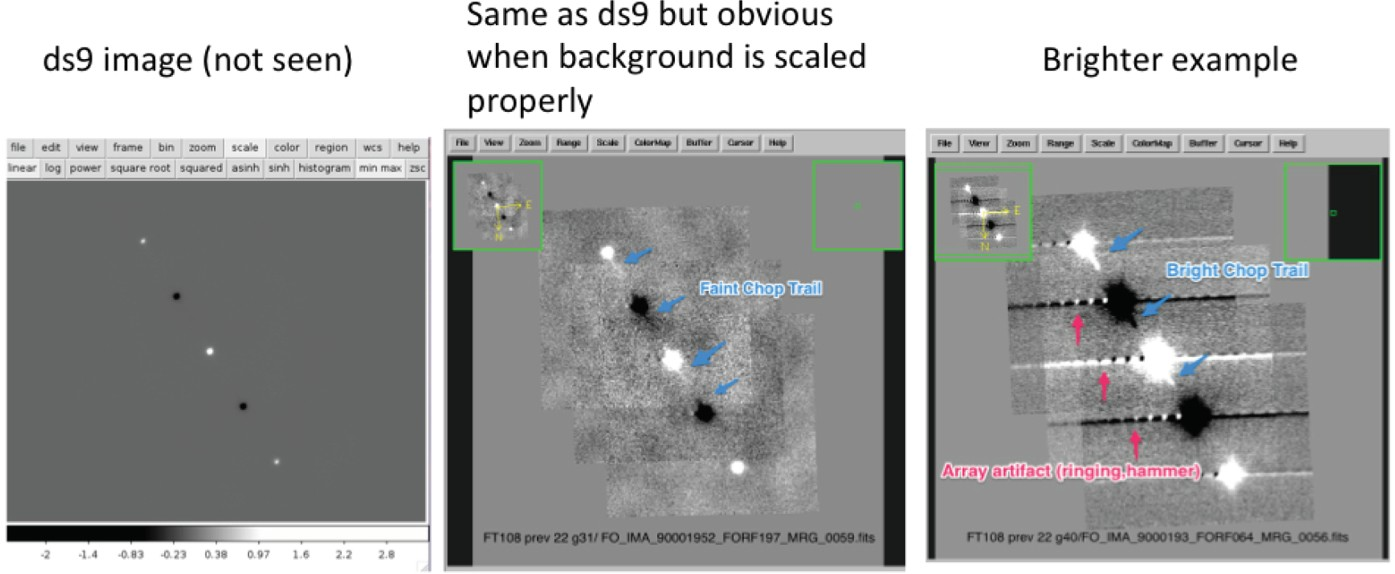 ds9 image (not seen)
Same as ds9 but obvious
when background is scaled
properly
Brighter example
file edit view frame bin zoom scale color region wcs help
linear log power square root squared asinh sinh histogram min max zsc
-2 -1.4 -0.83 -0.23 0.38 0.97 1.6 2.2 2.8
File View Zoom Range Scale ColorMap Buffer Cursor Help
E
N
Faint Chop Trail
FT108 prev 22 g31/ FO_IMA_90001952_FORF197_MRG_0059.fits
File View Zoom Range Scale ColorMap Buffer Cursor Help
E
N
Bright Chop Trail
Array artifact (ringing,hammer)
FT108 prev 22 g40/FO_IMA_9000193_FORF064_MRG_0056.fits